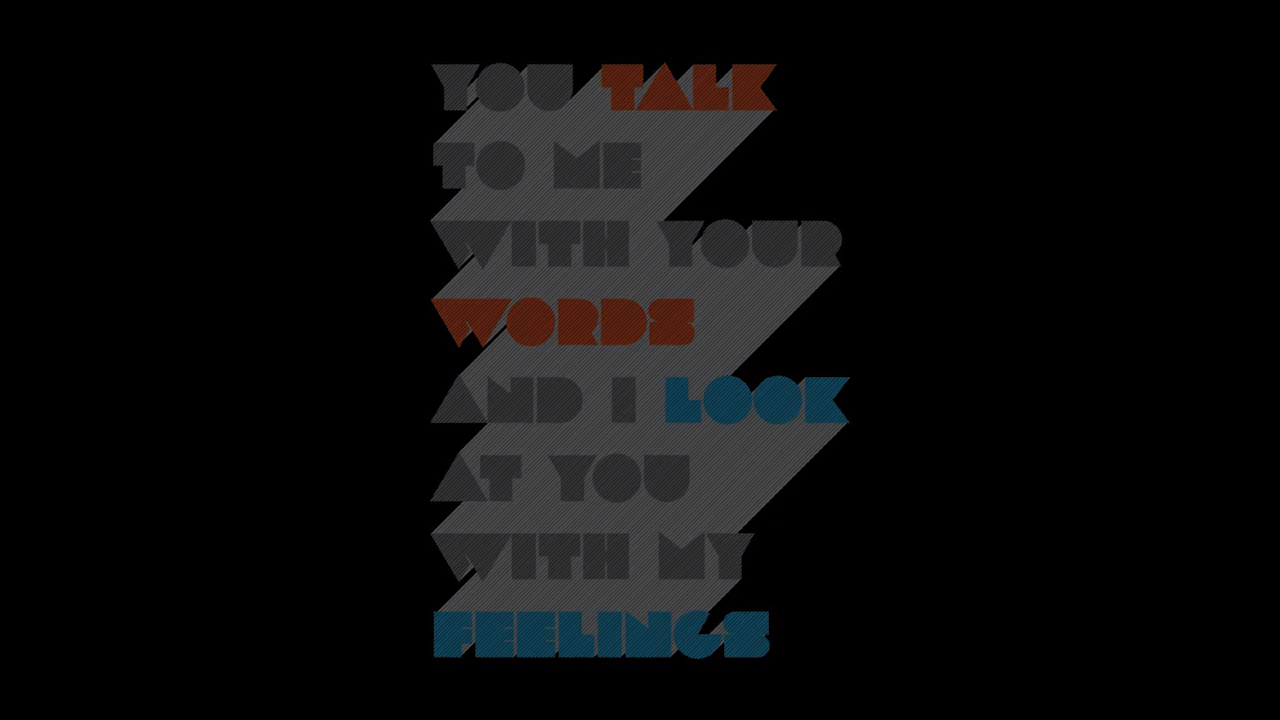 YOU TALK
TO ME
WITH YOUR
WORDS
AND I LOOK
AT YOU
WITH MY
FEELINGS